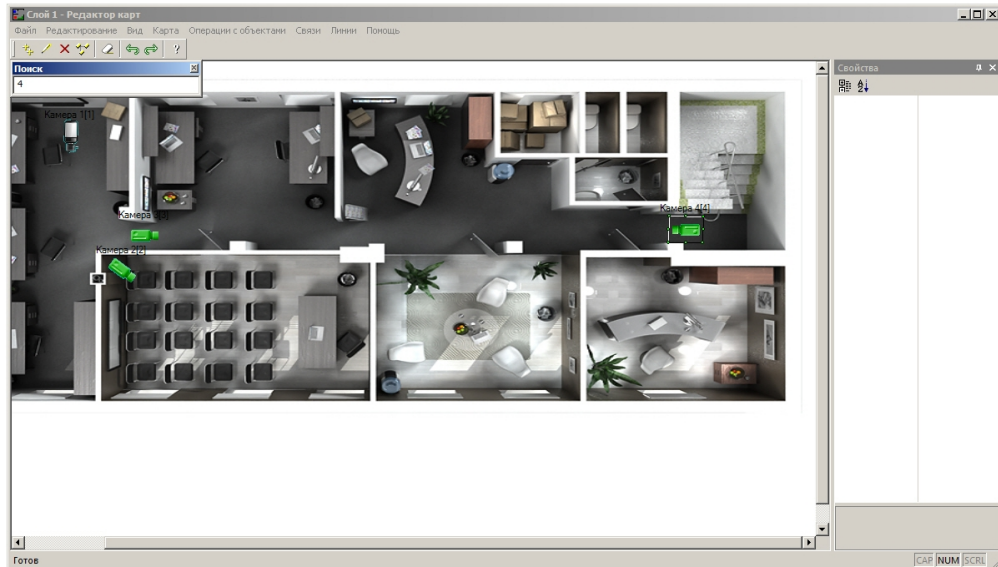 Слой 1 - Редактор карт
Файл Редактирование Вид Карта Операции с объектами Связи Линии Помощь
Поиск
4
Свойства
Камера 1[1]
Камера 3[3]
Камера 4[4]
Камера 2[2]
Готов
CAP NUM SCRL